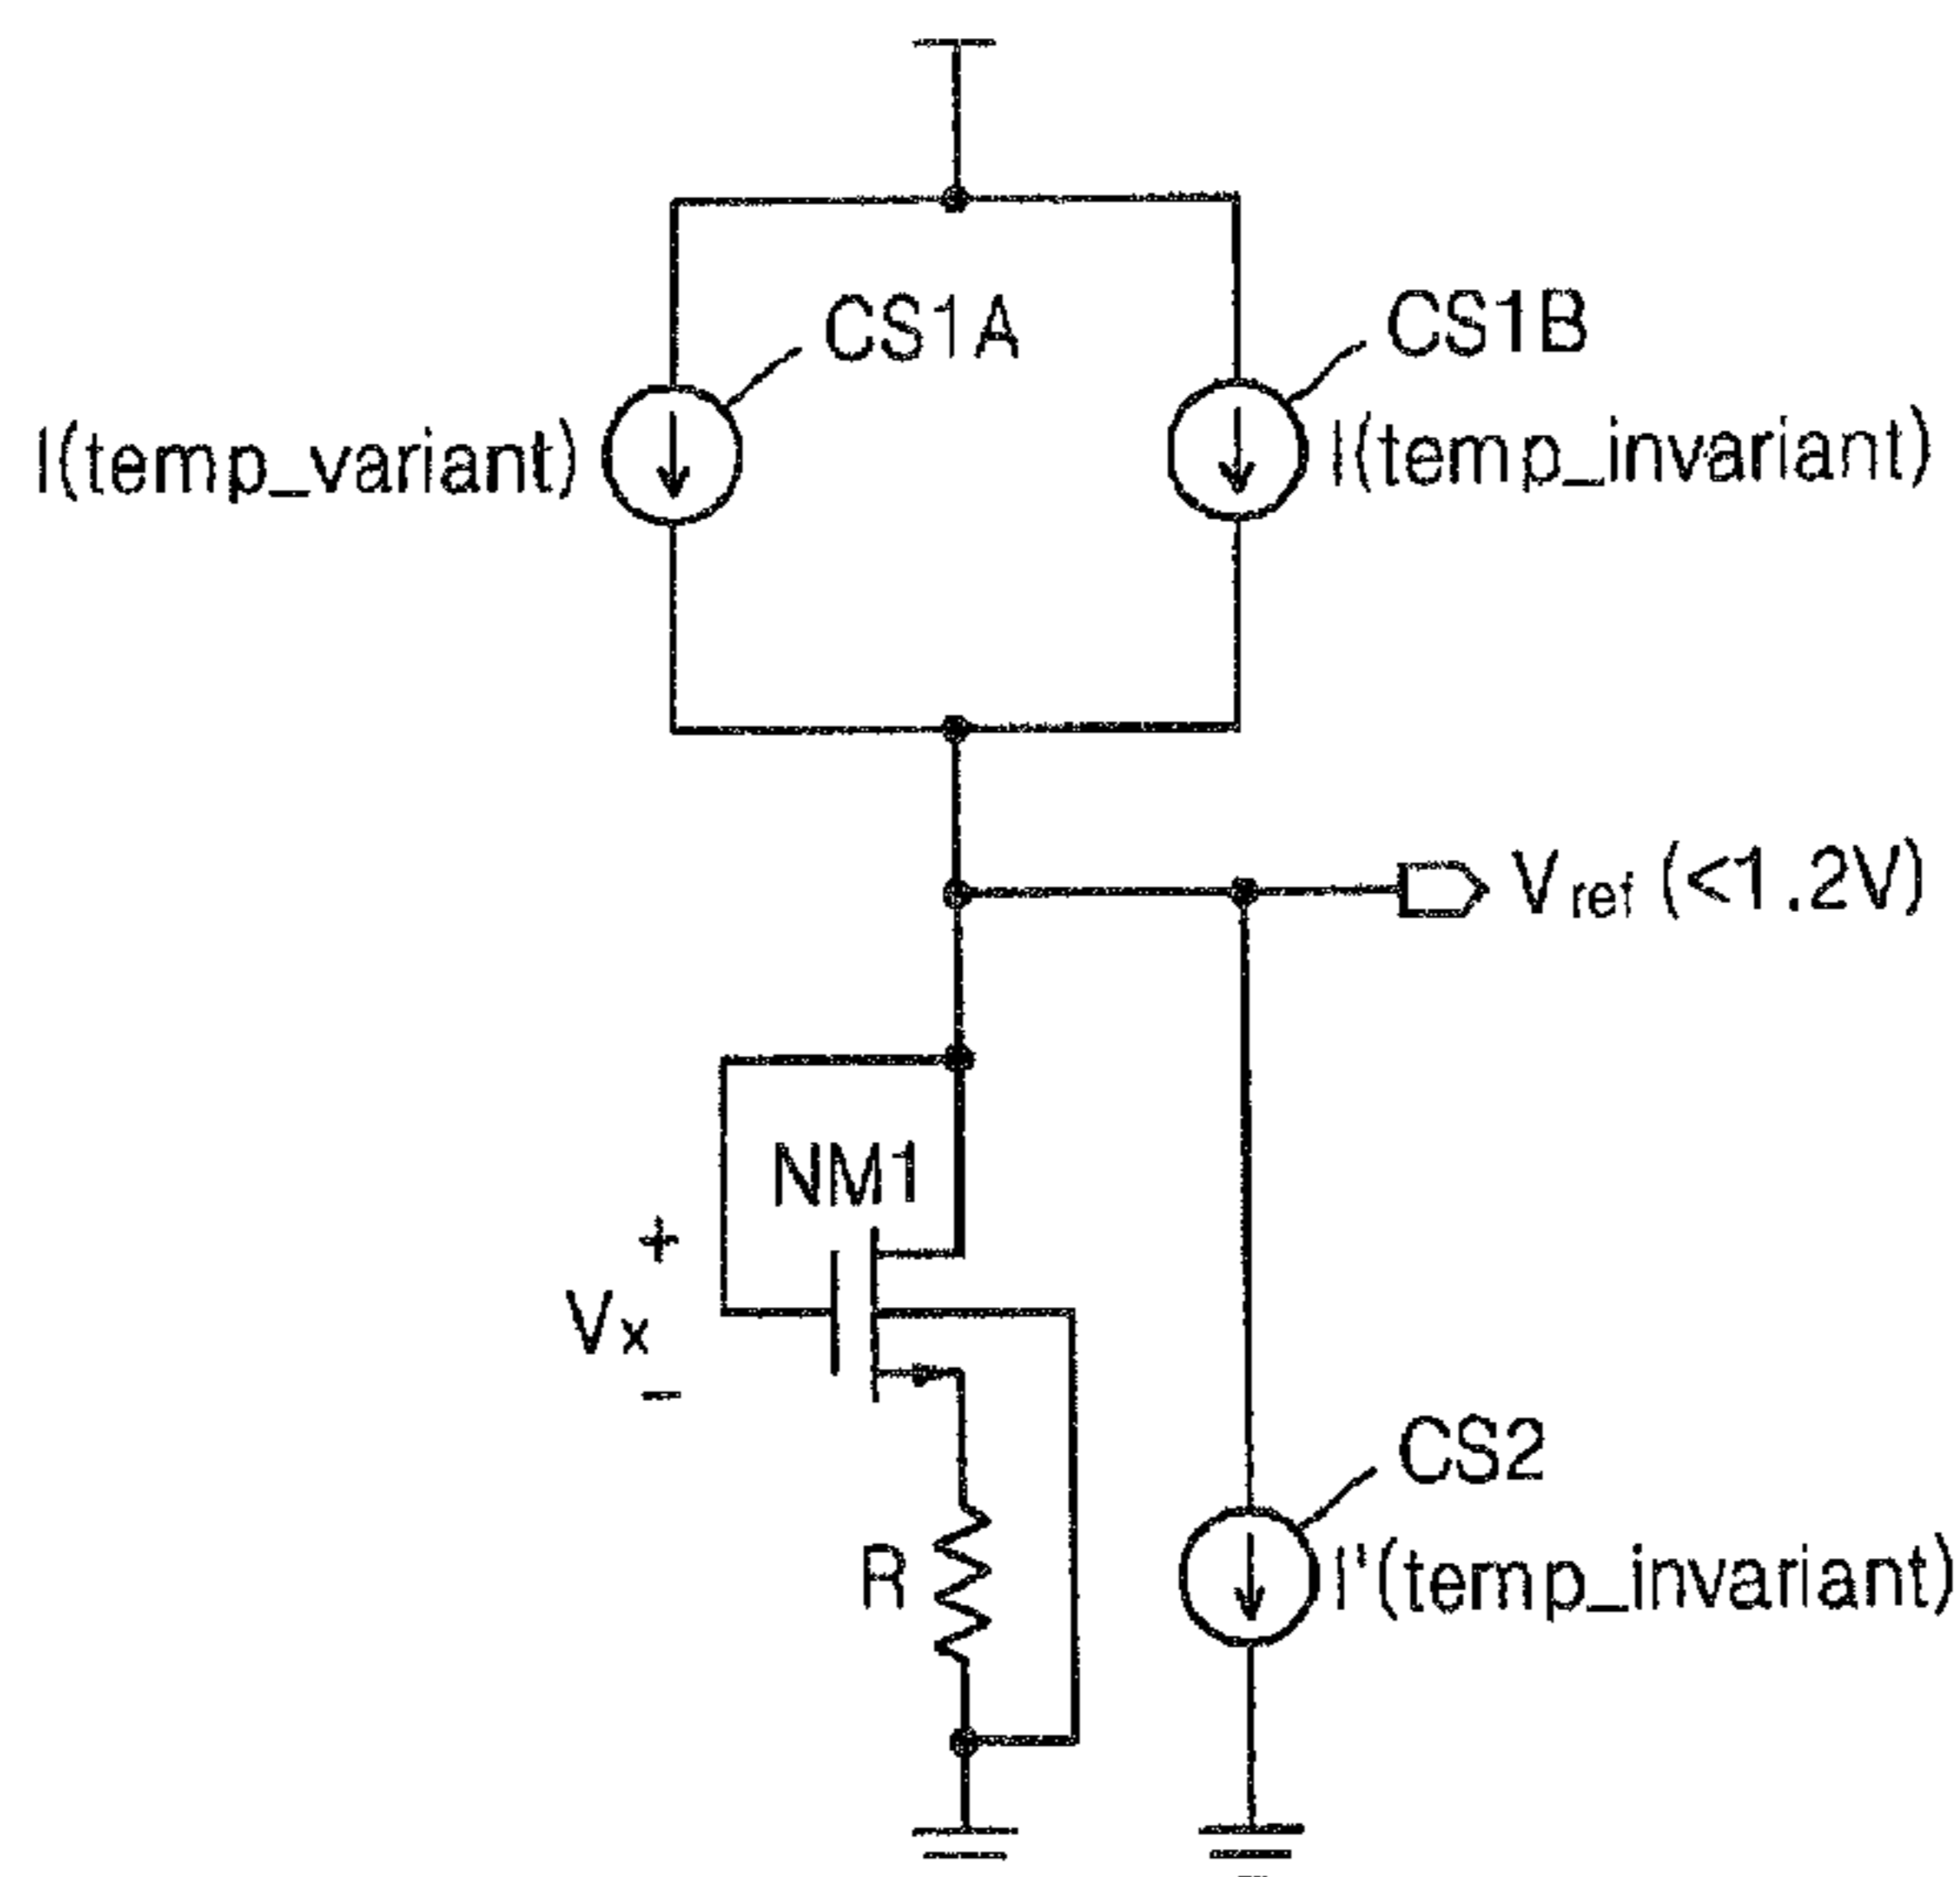 CS1A
CS1B
I(temp_variant)
I(temp_invariant)
Vref (<1.2V)
NM1
+
Vx
−
CS2
R
I'(temp_invariant)